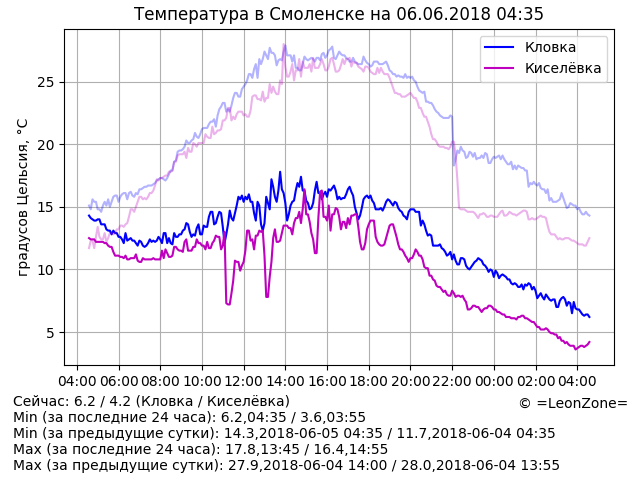 Температура в Смоленске на 06.06.2018 04:35
Кловка
Киселёвка
градусов Цельсия, °C
25
20
15
10
5
04:00 06:00 08:00 10:00 12:00 14:00 16:00 18:00 20:00 22:00 00:00 02:00 04:00
Сейчас: 6.2 / 4.2 (Кловка / Киселёвка)
© =LeonZone=
Min (за последние 24 часа): 6.2,04:35 / 3.6,03:55
Min (за предыдущие сутки): 14.3,2018-06-05 04:35 / 11.7,2018-06-04 04:35
Max (за последние 24 часа): 17.8,13:45 / 16.4,14:55
Max (за предыдущие сутки): 27.9,2018-06-04 14:00 / 28.0,2018-06-04 13:55